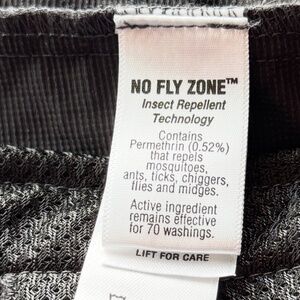 NO FLY ZONE™
Insect Repellent
Technology
Contains
Permethrin (0.52%)
that repels
mosquitoes,
ants, ticks, chiggers,
flies and midges.
Active ingredient
remains effective
for 70 washings.
LIFT FOR CARE